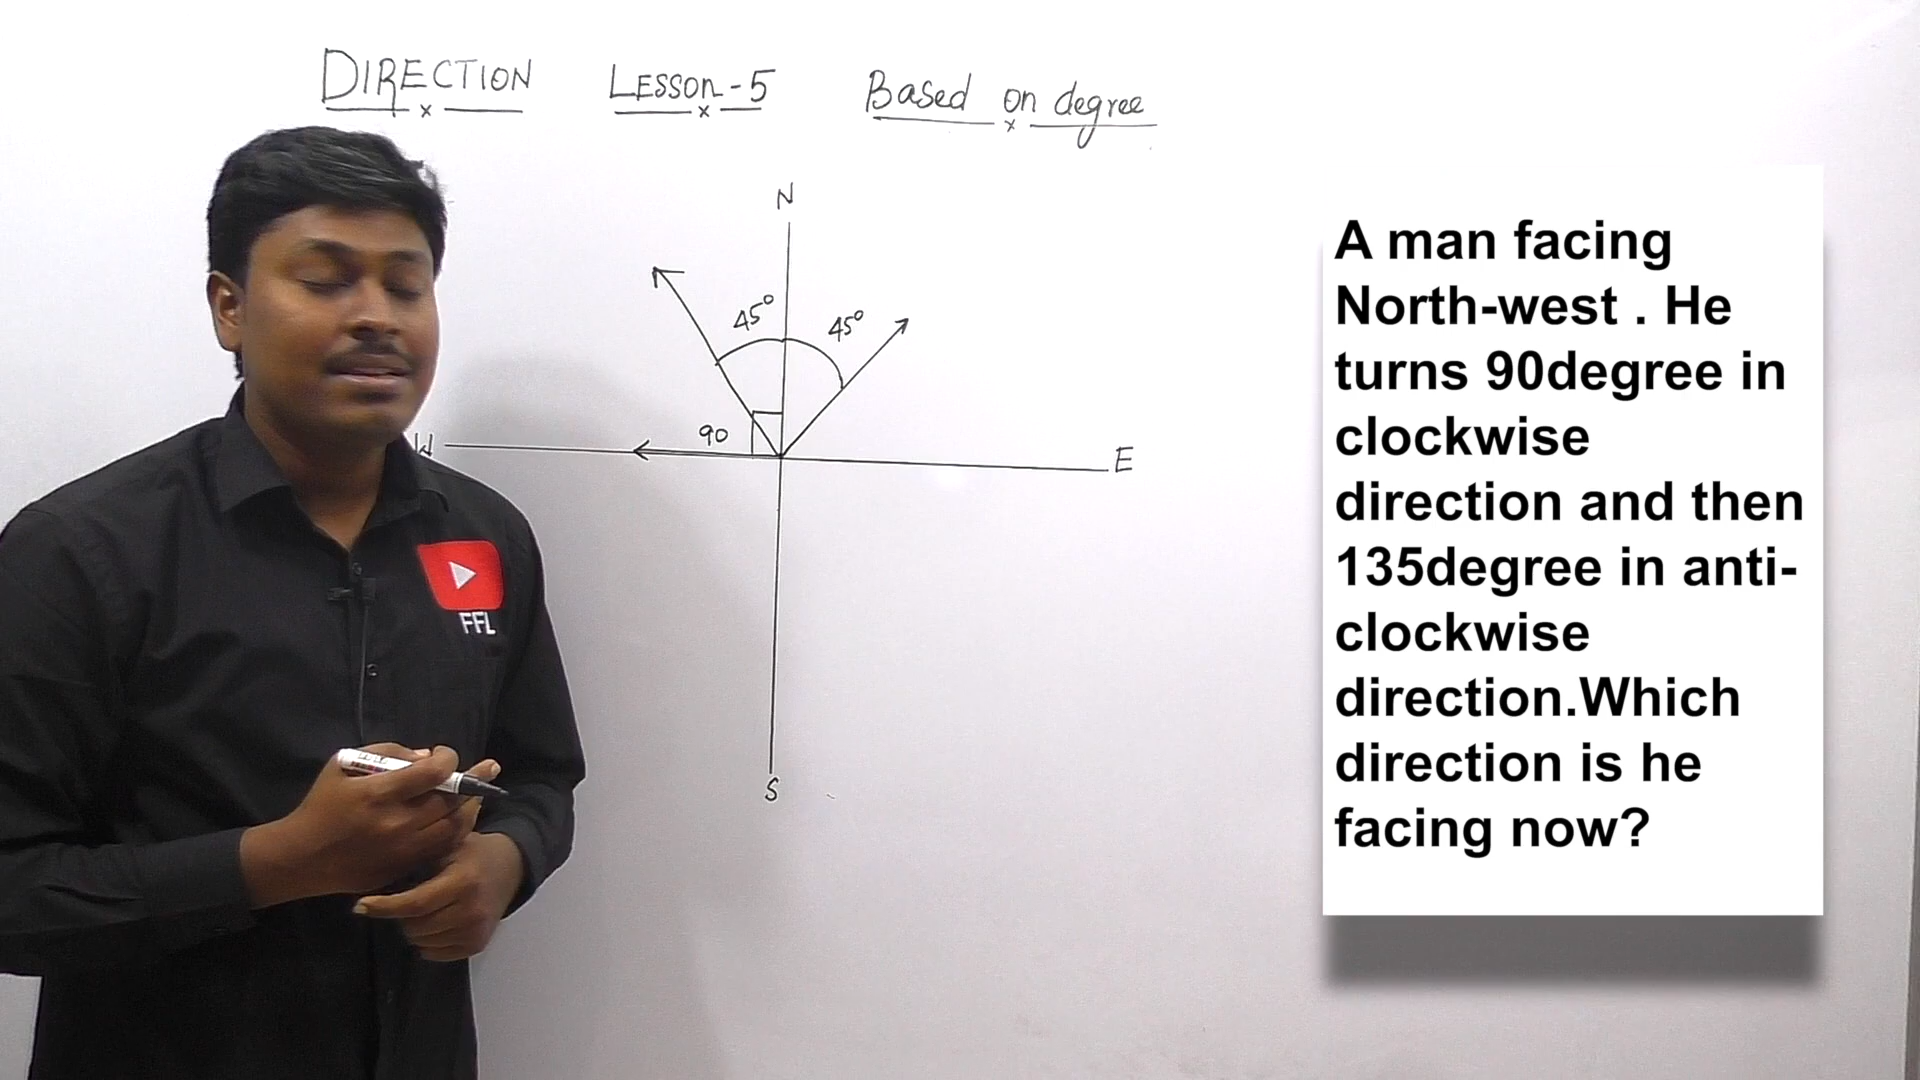 DIRECTION LESSON-5 Based on degree
N
45° 45°
90
W E
S
FFL
A man facing
North-west . He
turns 90degree in
clockwise
direction and then
135degree in anti-
clockwise
direction.Which
direction is he
facing now?